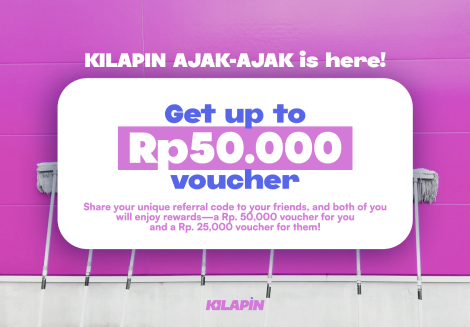 KILAPIN AJAK-AJAK is here!
Get up to
Rp50.000
voucher
Share your unique referral code to your friends, and both of you
will enjoy rewards—a Rp. 50,000 voucher for you
and a Rp. 25,000 voucher for them!
KILAPIN